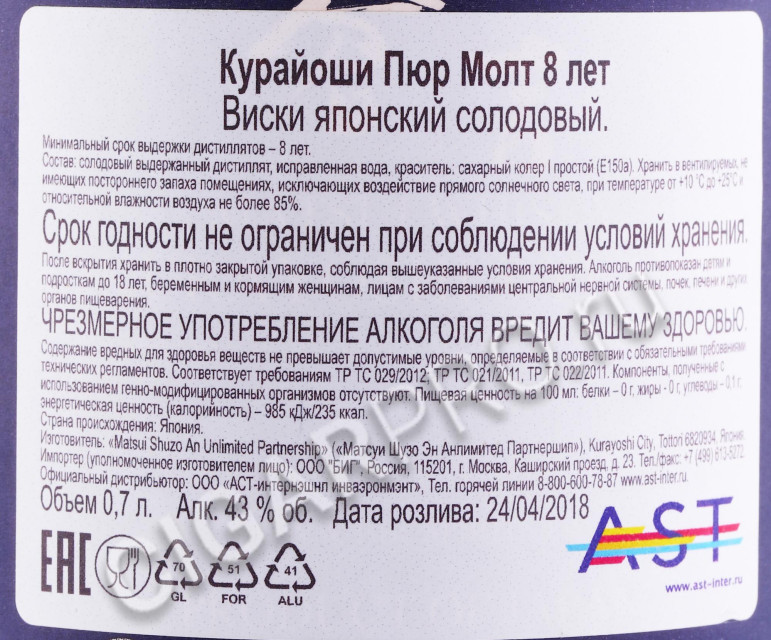 Курайоши Пюр Молт 8 лет
Виски японский солодовый.
Минимальный срок выдержки дистиллятов – 8 лет.
Состав: солодовый выдержанный дистиллят, исправленная вода, краситель: сахарный колер I простой (Е150а). Хранить в вентилируемых, не
имеющих постороннего запаха помещениях, исключающих воздействие прямого солнечного света, при температуре от +10 °С до +25°С и
относительной влажности воздуха не более 85%.
Срок годности не ограничен при соблюдении условий хранения.
После вскрытия хранить в плотно закрытой упаковке, соблюдая вышеуказанные условия хранения. Алкоголь противопоказан детям и
подросткам до 18 лет, беременным и кормящим женщинам, лицам с заболеваниями центральной нервной системы, почек, печени и других
органов пищеварения.
ЧРЕЗМЕРНОЕ УПОТРЕБЛЕНИЕ АЛКОГОЛЯ ВРЕДИТ ВАШЕМУ ЗДОРОВЬЮ.
Содержание вредных для здоровья веществ не превышает допустимые уровни, определяемые в соответствии с обязательными требованиями
технических регламентов. Соответствует требованиям ТР ТС 029/2012, ТР ТС 021/2011, ТР ТС 022/2011. Компоненты, полученные с
использованием генно-модифицированных организмов отсутствуют. Пищевая ценность на 100 мл: белки – 0 г, жиры - 0 г, углеводы – 0,1 г.
энергетическая ценность (калорийность) – 985 кДж/235 ккал.
Страна происхождения: Япония.
Изготовитель: «Matsui Shuzo An Unlimited Partnership» («Матсуи Шузо Эн Анлимитед Партнершип»), Kurayoshi City, Tottori 6820934, Япония.
Импортер (уполномоченное изготовителем лицо): ООО "БИГ", Россия, 115201, г. Москва, Каширский проезд, д. 23. Тел./факс: +7 (499) 613-5272.
Официальный дистрибьютор: ООО «АСТ-интернэшнл инваэронмэнт», Тел. горячей линии 8-800-600-78-87 www.ast-inter.ru.
Объем 0,7 л. Алк. 43 % об. Дата розлива: 24/04/2018
EAC
70
GL
51
FOR
41
ALU
AST
www.ast-inter.ru
CIGARPRO.ru